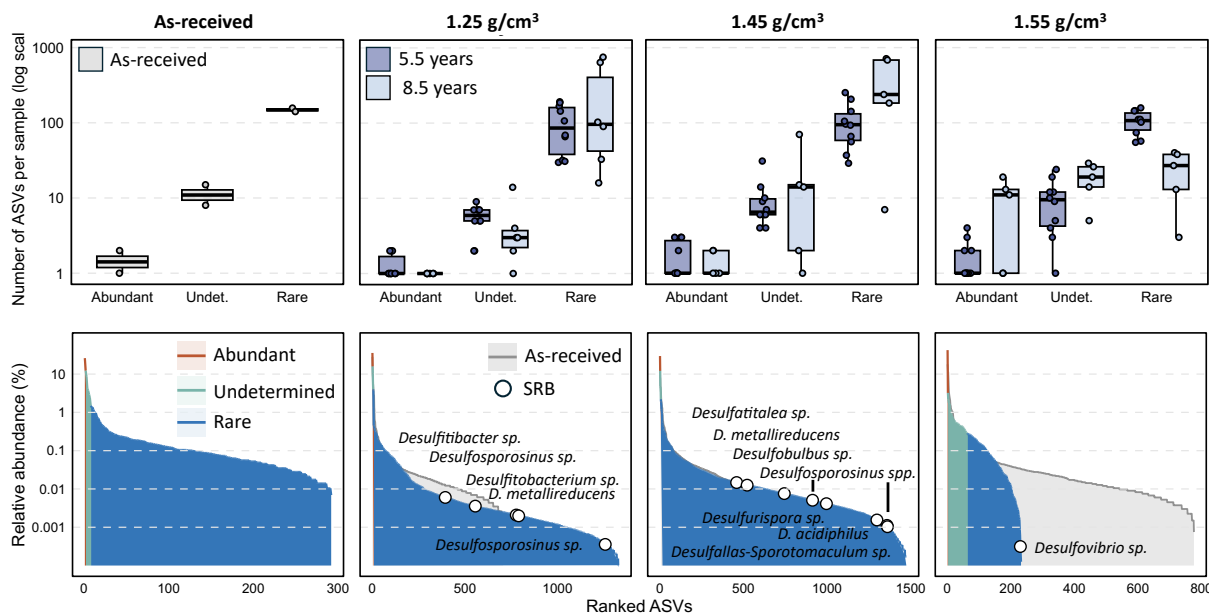 As-received
1.25 g/cm³
1.45 g/cm³
1.55 g/cm³
Number of ASVs per sample (log scal
1000
100
10
1
As-received
5.5 years
8.5 years
Abundant Undet. Rare
Abundant Undet. Rare
Abundant Undet. Rare
Abundant Undet. Rare
Relative abundance (%)
10
1
0.1
0.01
0.001
Abundant
Undetermined
Rare
As-received
SRB
Desulfitibacter sp.
Desulfosporosinus sp.
Desulfitobacterium sp.
D. metallireducens
Desulfosporosinus sp.
Desulfatitalea sp.
D. metallireducens
Desulfobulbus sp.
Desulfosporosinus spp.
Desulfurispora sp.
D. acidiphilus
Desulfallas-Sporotomaculum sp.
Desulfovibrio sp.
0 100 200 300
0 500 1000
0 500 1000 1500
0 200 400 600 800
Ranked ASVs